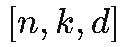 [n, k, d]